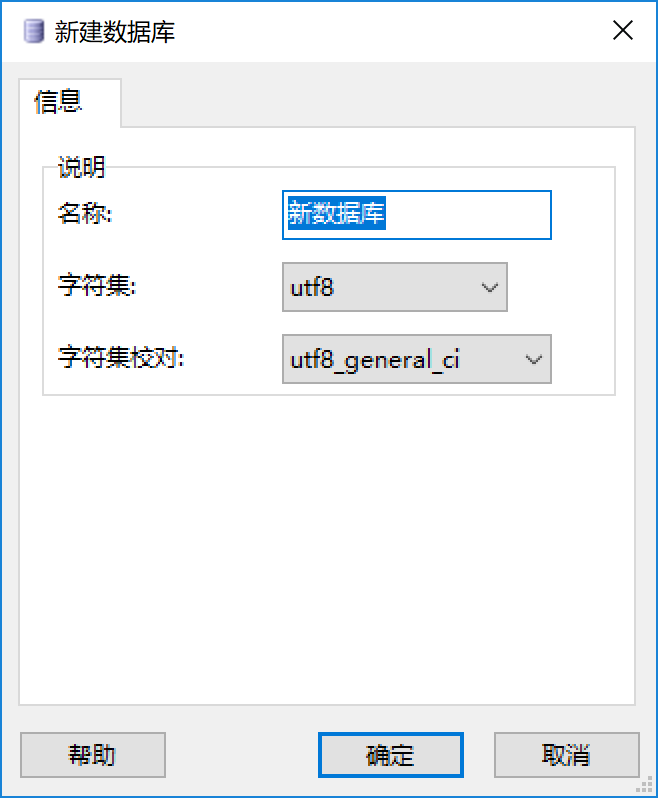 新建数据库
信息
说明
名称: 新数据库
字符集: utf8
字符集校对: utf8_general_ci
帮助 确定 取消